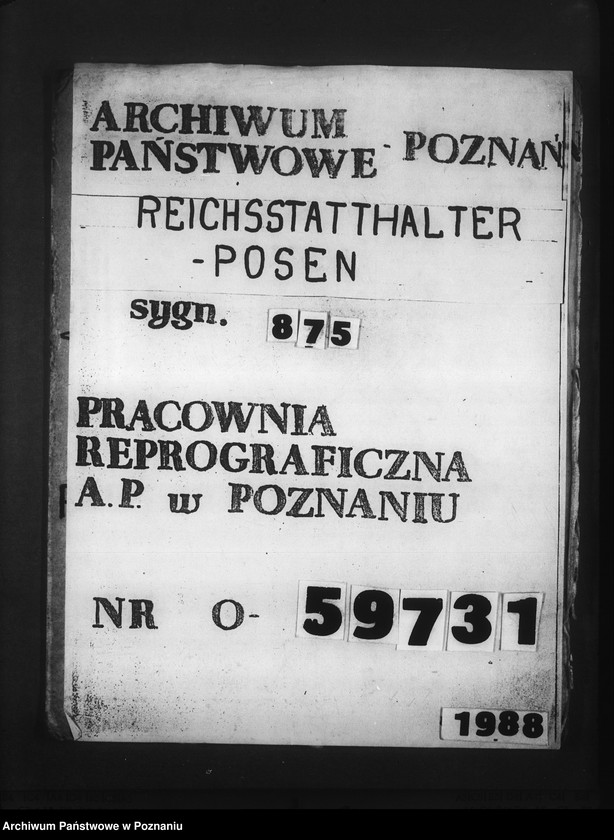 ARCHIWUM
PAŃSTWOWE - POZNAŃ
REICHSSTATTHALTER
-POSEN
sygn. 875
PRACOWNIA
REPROGRAFICZNA
A.P. w POZNANIU
NR O- 59731
1988
Archiwum Państwowe w Poznaniu